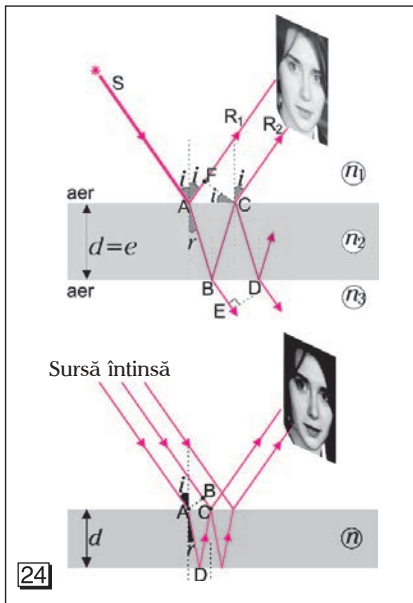 S
R₁ R₂
i i F i n₁
aer A i C
d=e r n₂
aer B D n₃
E
Sursă întinsă
i B
A C
d r n
24 D